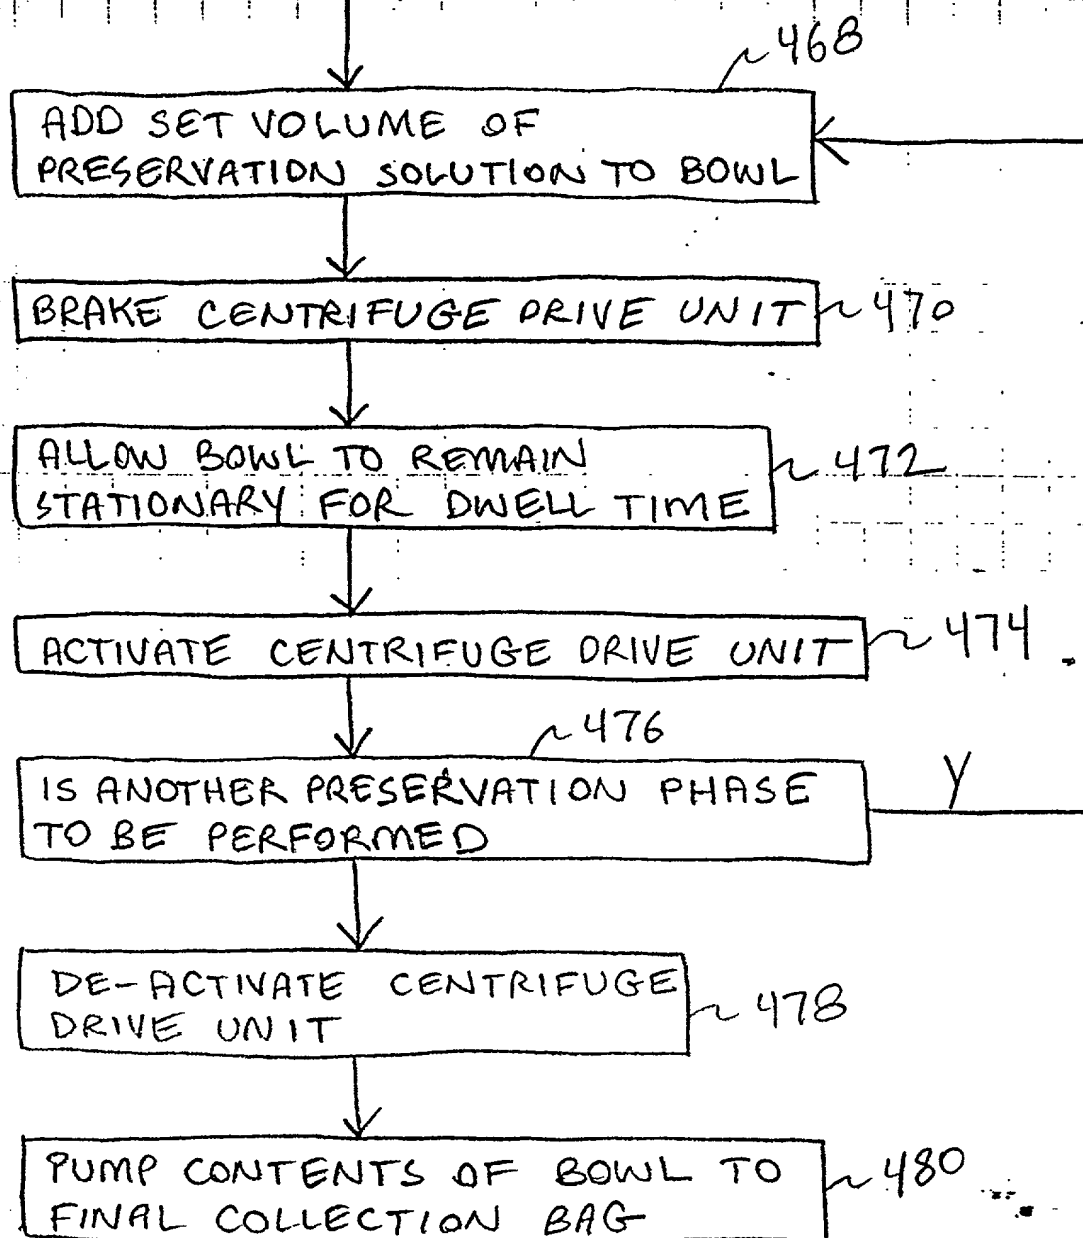 468
ADD SET VOLUME OF
PRESERVATION SOLUTION TO BOWL
BRAKE CENTRIFUGE DRIVE UNIT 470
ALLOW BOWL TO REMAIN
STATIONARY FOR DWELL TIME
472
ACTIVATE CENTRIFUGE DRIVE UNIT 474
476
IS ANOTHER PRESERVATION PHASE
TO BE PERFORMED
Y
DE-ACTIVATE CENTRIFUGE
DRIVE UNIT
478
PUMP CONTENTS OF BOWL TO
FINAL COLLECTION BAG
480